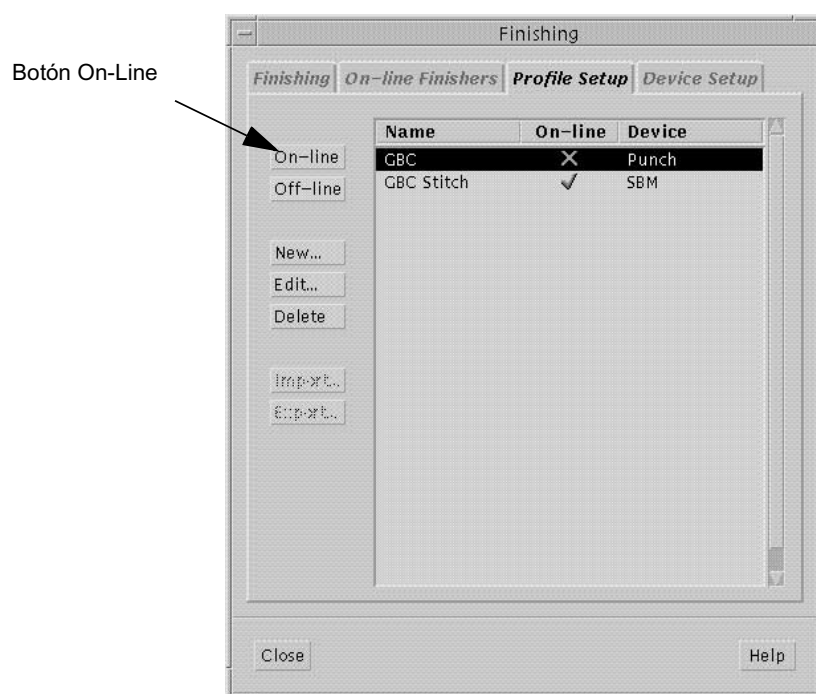 Finishing
Botón On-Line
Finishing On-line Finishers Profile Setup Device Setup
Name On-line Device
On-line
GBC Punch
Off-line
GBC Stitch SBM
New...
Edit...
Delete
Import..
Export..
Close Help